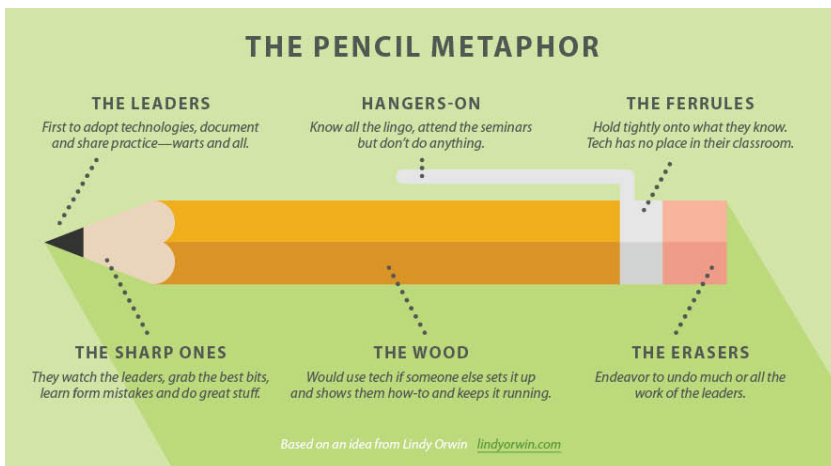 THE PENCIL METAPHOR
THE LEADERS
First to adopt technologies, document
and share practice—warts and all.
HANGERS-ON
Know all the lingo, attend the seminars
but don't do anything.
THE FERRULES
Hold tightly onto what they know.
Tech has no place in their classroom.
THE SHARP ONES
They watch the leaders, grab the best bits,
learn form mistakes and do great stuff.
THE WOOD
Would use tech if someone else sets it up
and shows them how-to and keeps it running.
THE ERASERS
Endeavor to undo much or all the
work of the leaders.
Based on an idea from Lindy Orwin lindyorwin.com